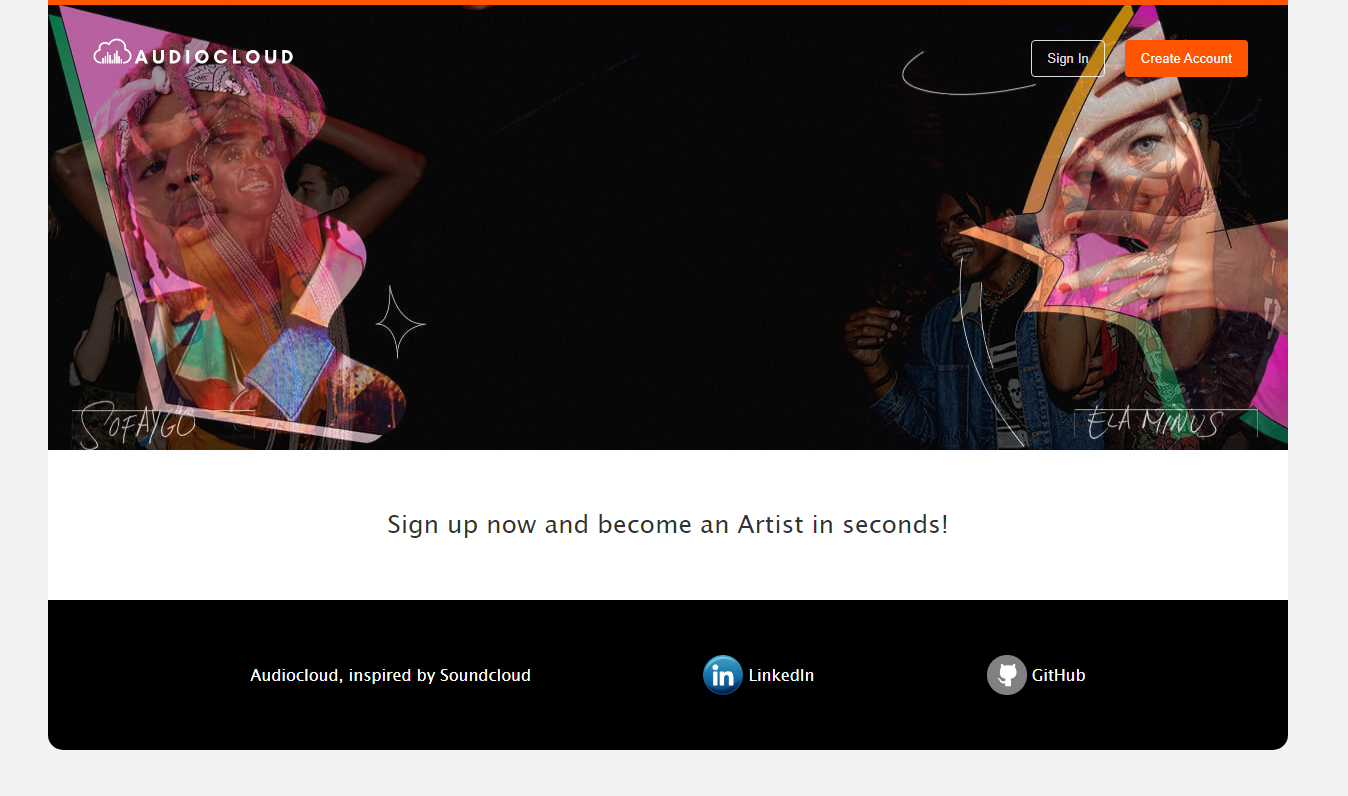 AUDIOCLOUD
Sign In
Create Account
SOFAYGO
ELA MINUS
Sign up now and become an Artist in seconds!
Audiocloud, inspired by Soundcloud
in LinkedIn
GitHub